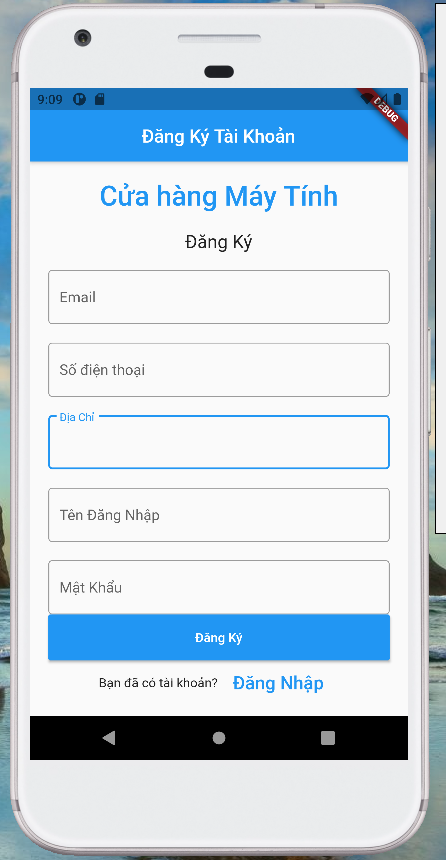 9:09
DEBUG
Đăng Ký Tài Khoản
Cửa hàng Máy Tính
Đăng Ký
Email
Số điện thoại
Địa Chỉ
Tên Đăng Nhập
Mật Khẩu
Đăng Ký
Bạn đã có tài khoản? Đăng Nhập